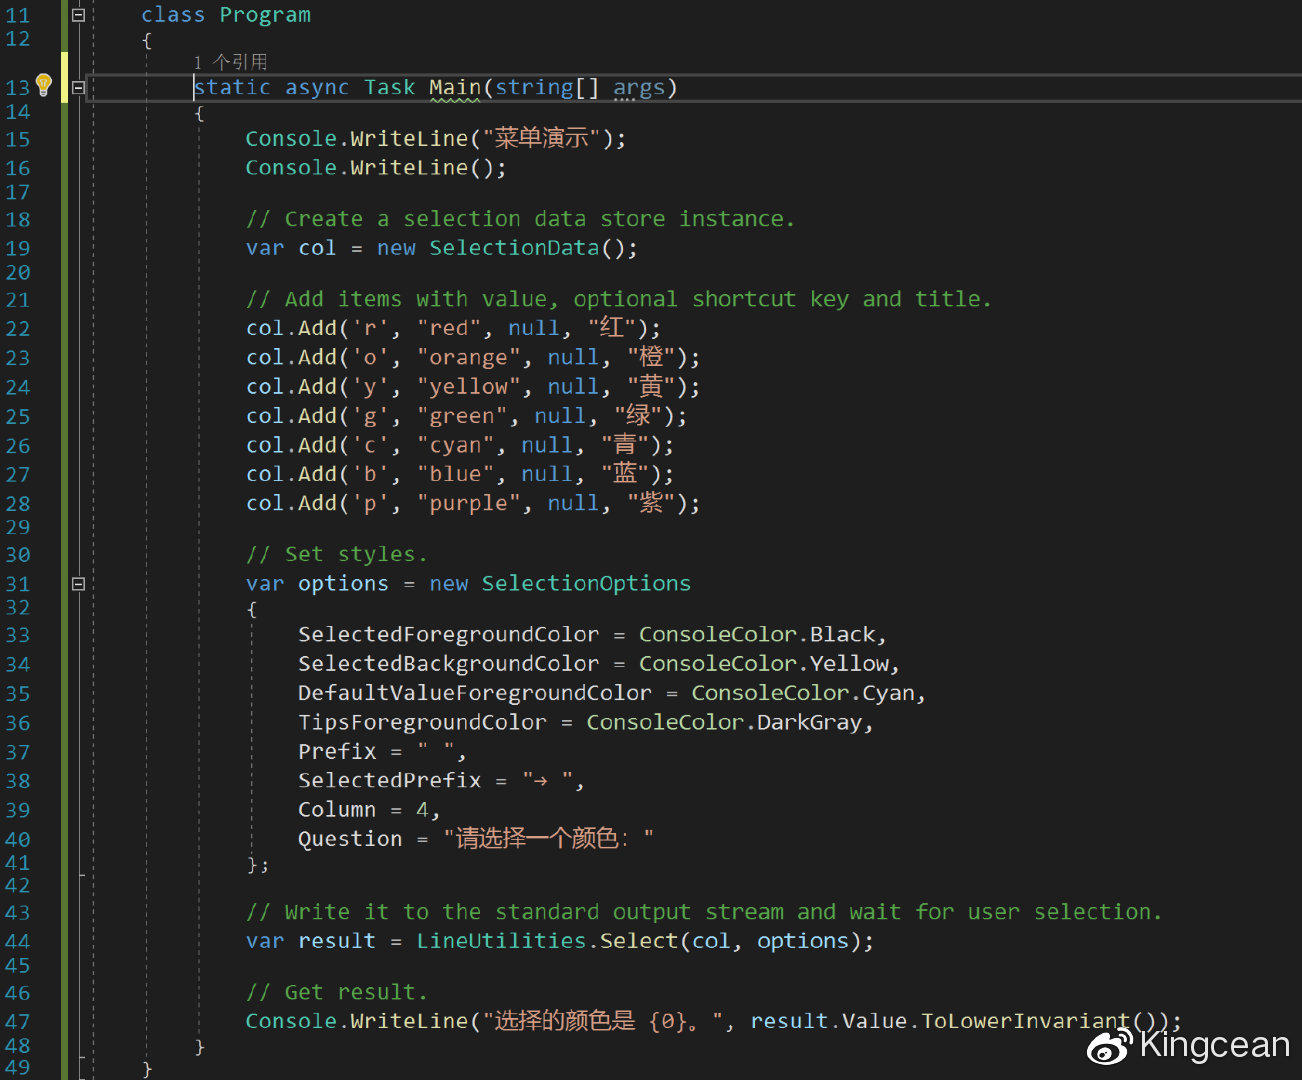 11 class Program
12 {
1 个引用
13 static async Task Main(string[] args)
14 {
15 Console.WriteLine("菜单演示");
16 Console.WriteLine();
17
18 // Create a selection data store instance.
19 var col = new SelectionData();
20
21 // Add items with value, optional shortcut key and title.
22 col.Add('r', "red", null, "红");
23 col.Add('o', "orange", null, "橙");
24 col.Add('y', "yellow", null, "黄");
25 col.Add('g', "green", null, "绿");
26 col.Add('c', "cyan", null, "青");
27 col.Add('b', "blue", null, "蓝");
28 col.Add('p', "purple", null, "紫");
29
30 // Set styles.
31 var options = new SelectionOptions
32 {
33 SelectedForegroundColor = ConsoleColor.Black,
34 SelectedBackgroundColor = ConsoleColor.Yellow,
35 DefaultValueForegroundColor = ConsoleColor.Cyan,
36 TipsForegroundColor = ConsoleColor.DarkGray,
37 Prefix = " ",
38 SelectedPrefix = "→ ",
39 Column = 4,
40 Question = "请选择一个颜色："
41 };
42
43 // Write it to the standard output stream and wait for user selection.
44 var result = LineUtilities.Select(col, options);
45
46 // Get result.
47 Console.WriteLine("选择的颜色是 {0}。", result.Value.ToLowerInvariant());
48 }
49 }
Kingcean